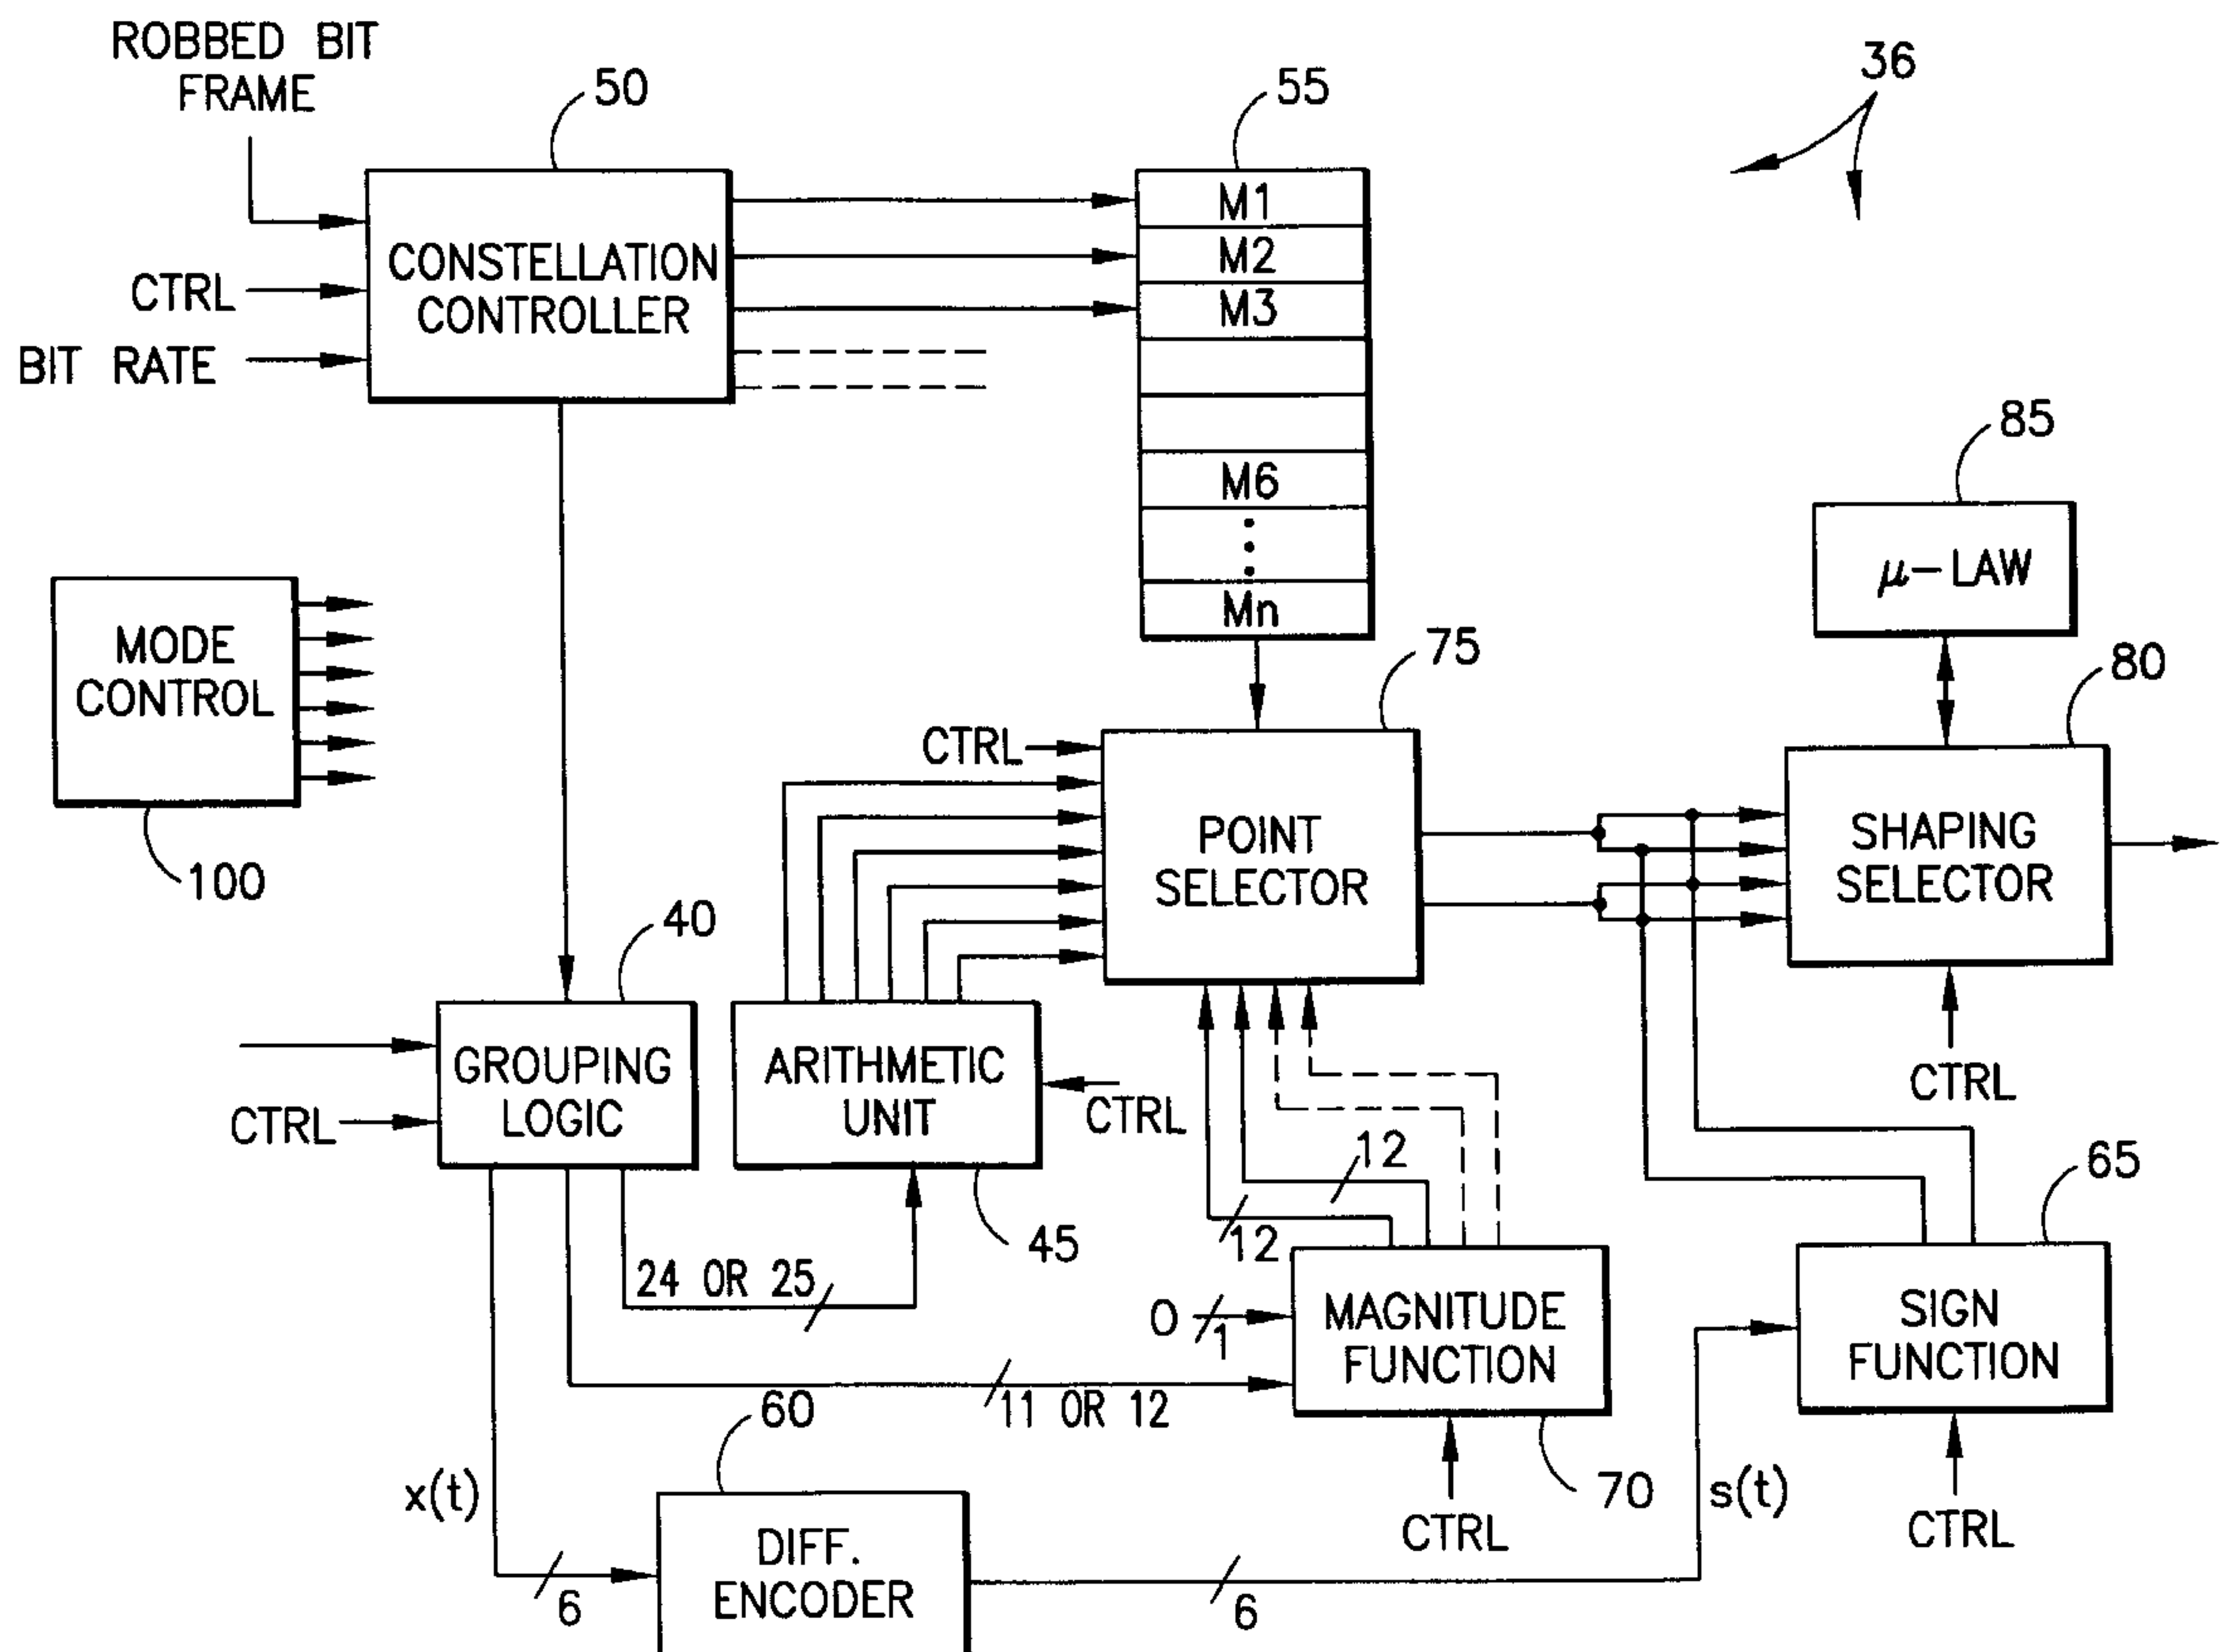 ROBBED BIT
FRAME
50
55
36
M1
CONSTELLATION
CONTROLLER
M2
CTRL
M3
BIT RATE
85
M6
μ-LAW
Mn
MODE
CONTROL
75
80
CTRL
POINT
SELECTOR
SHAPING
SELECTOR
100
40
GROUPING
LOGIC
ARITHMETIC
UNIT
CTRL
CTRL
CTRL
12
65
12
45
24 OR 25
0
1
MAGNITUDE
FUNCTION
SIGN
FUNCTION
11 OR 12
60
x(t)
70
s(t)
CTRL
CTRL
DIFF.
ENCODER
6
6